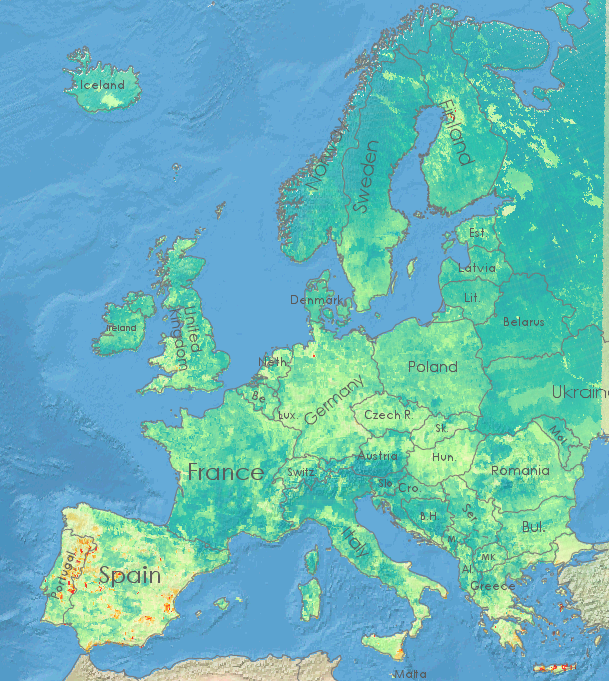 Iceland
Norway
Sweden
Finland
Est.
Latvia
Lit.
Denmark
Ireland
United
Kingdom
Belarus
Neth.
Be.
Lux.
Germany
Poland
Ukrain
Czech R.
Sk.
Mol.
France
Switz
Austria
Hun.
Romania
Slo
Cro.
B.H
Ser
Bul.
Italy
M.
MK
Al.
Greece
Portugal
Spain
Malta